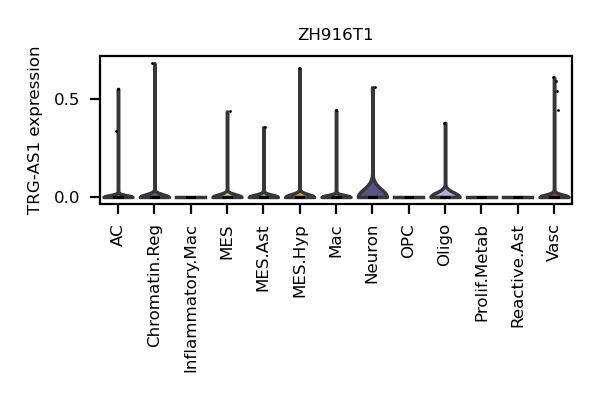 ZH916T1
TRG-AS1 expression
0.5
0.0
AC
Chromatin.Reg
Inflammatory.Mac
MES
MES.Ast
MES.Hyp
Mac
Neuron
OPC
Oligo
Prolif.Metab
Reactive.Ast
Vasc